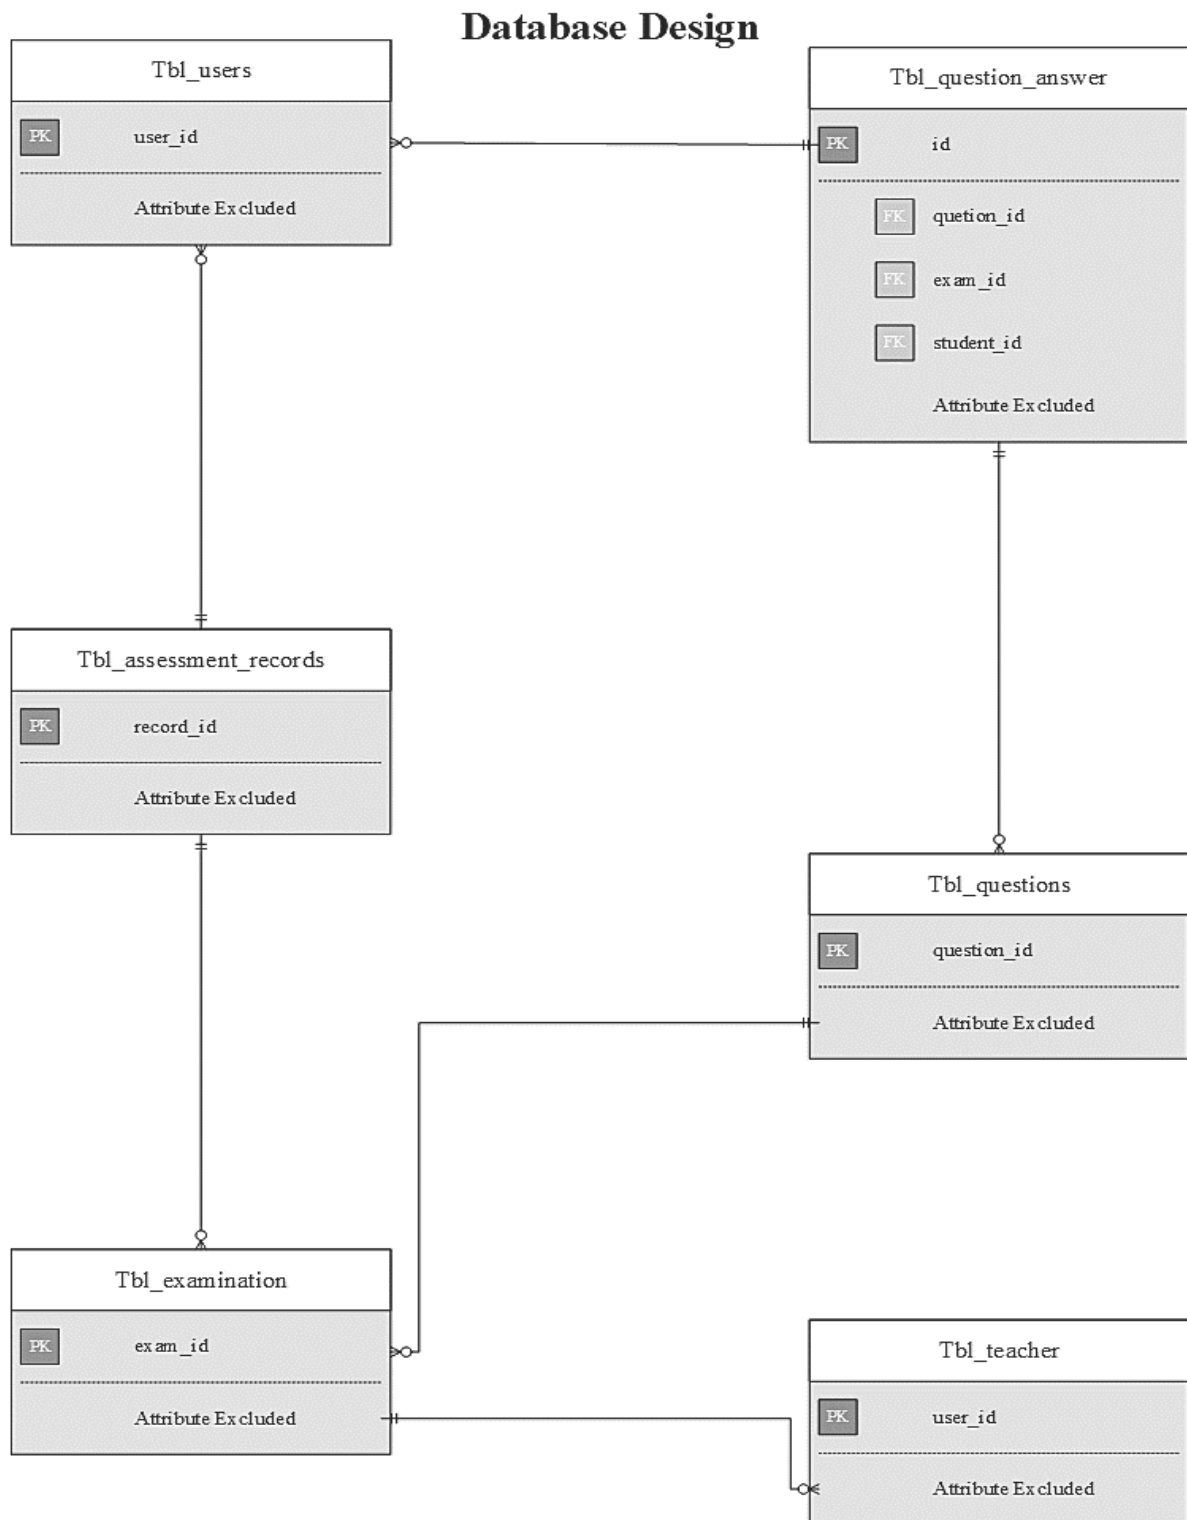 Database Design
Tbl_users
PK user_id
Attribute Excluded
Tbl_question_answer
PK id
FK quetion_id
FK exam_id
FK student_id
Attribute Excluded
Tbl_assessment_records
PK record_id
Attribute Excluded
Tbl_questions
PK question_id
Attribute Excluded
Tbl_examination
PK exam_id
Attribute Excluded
Tbl_teacher
PK user_id
Attribute Excluded